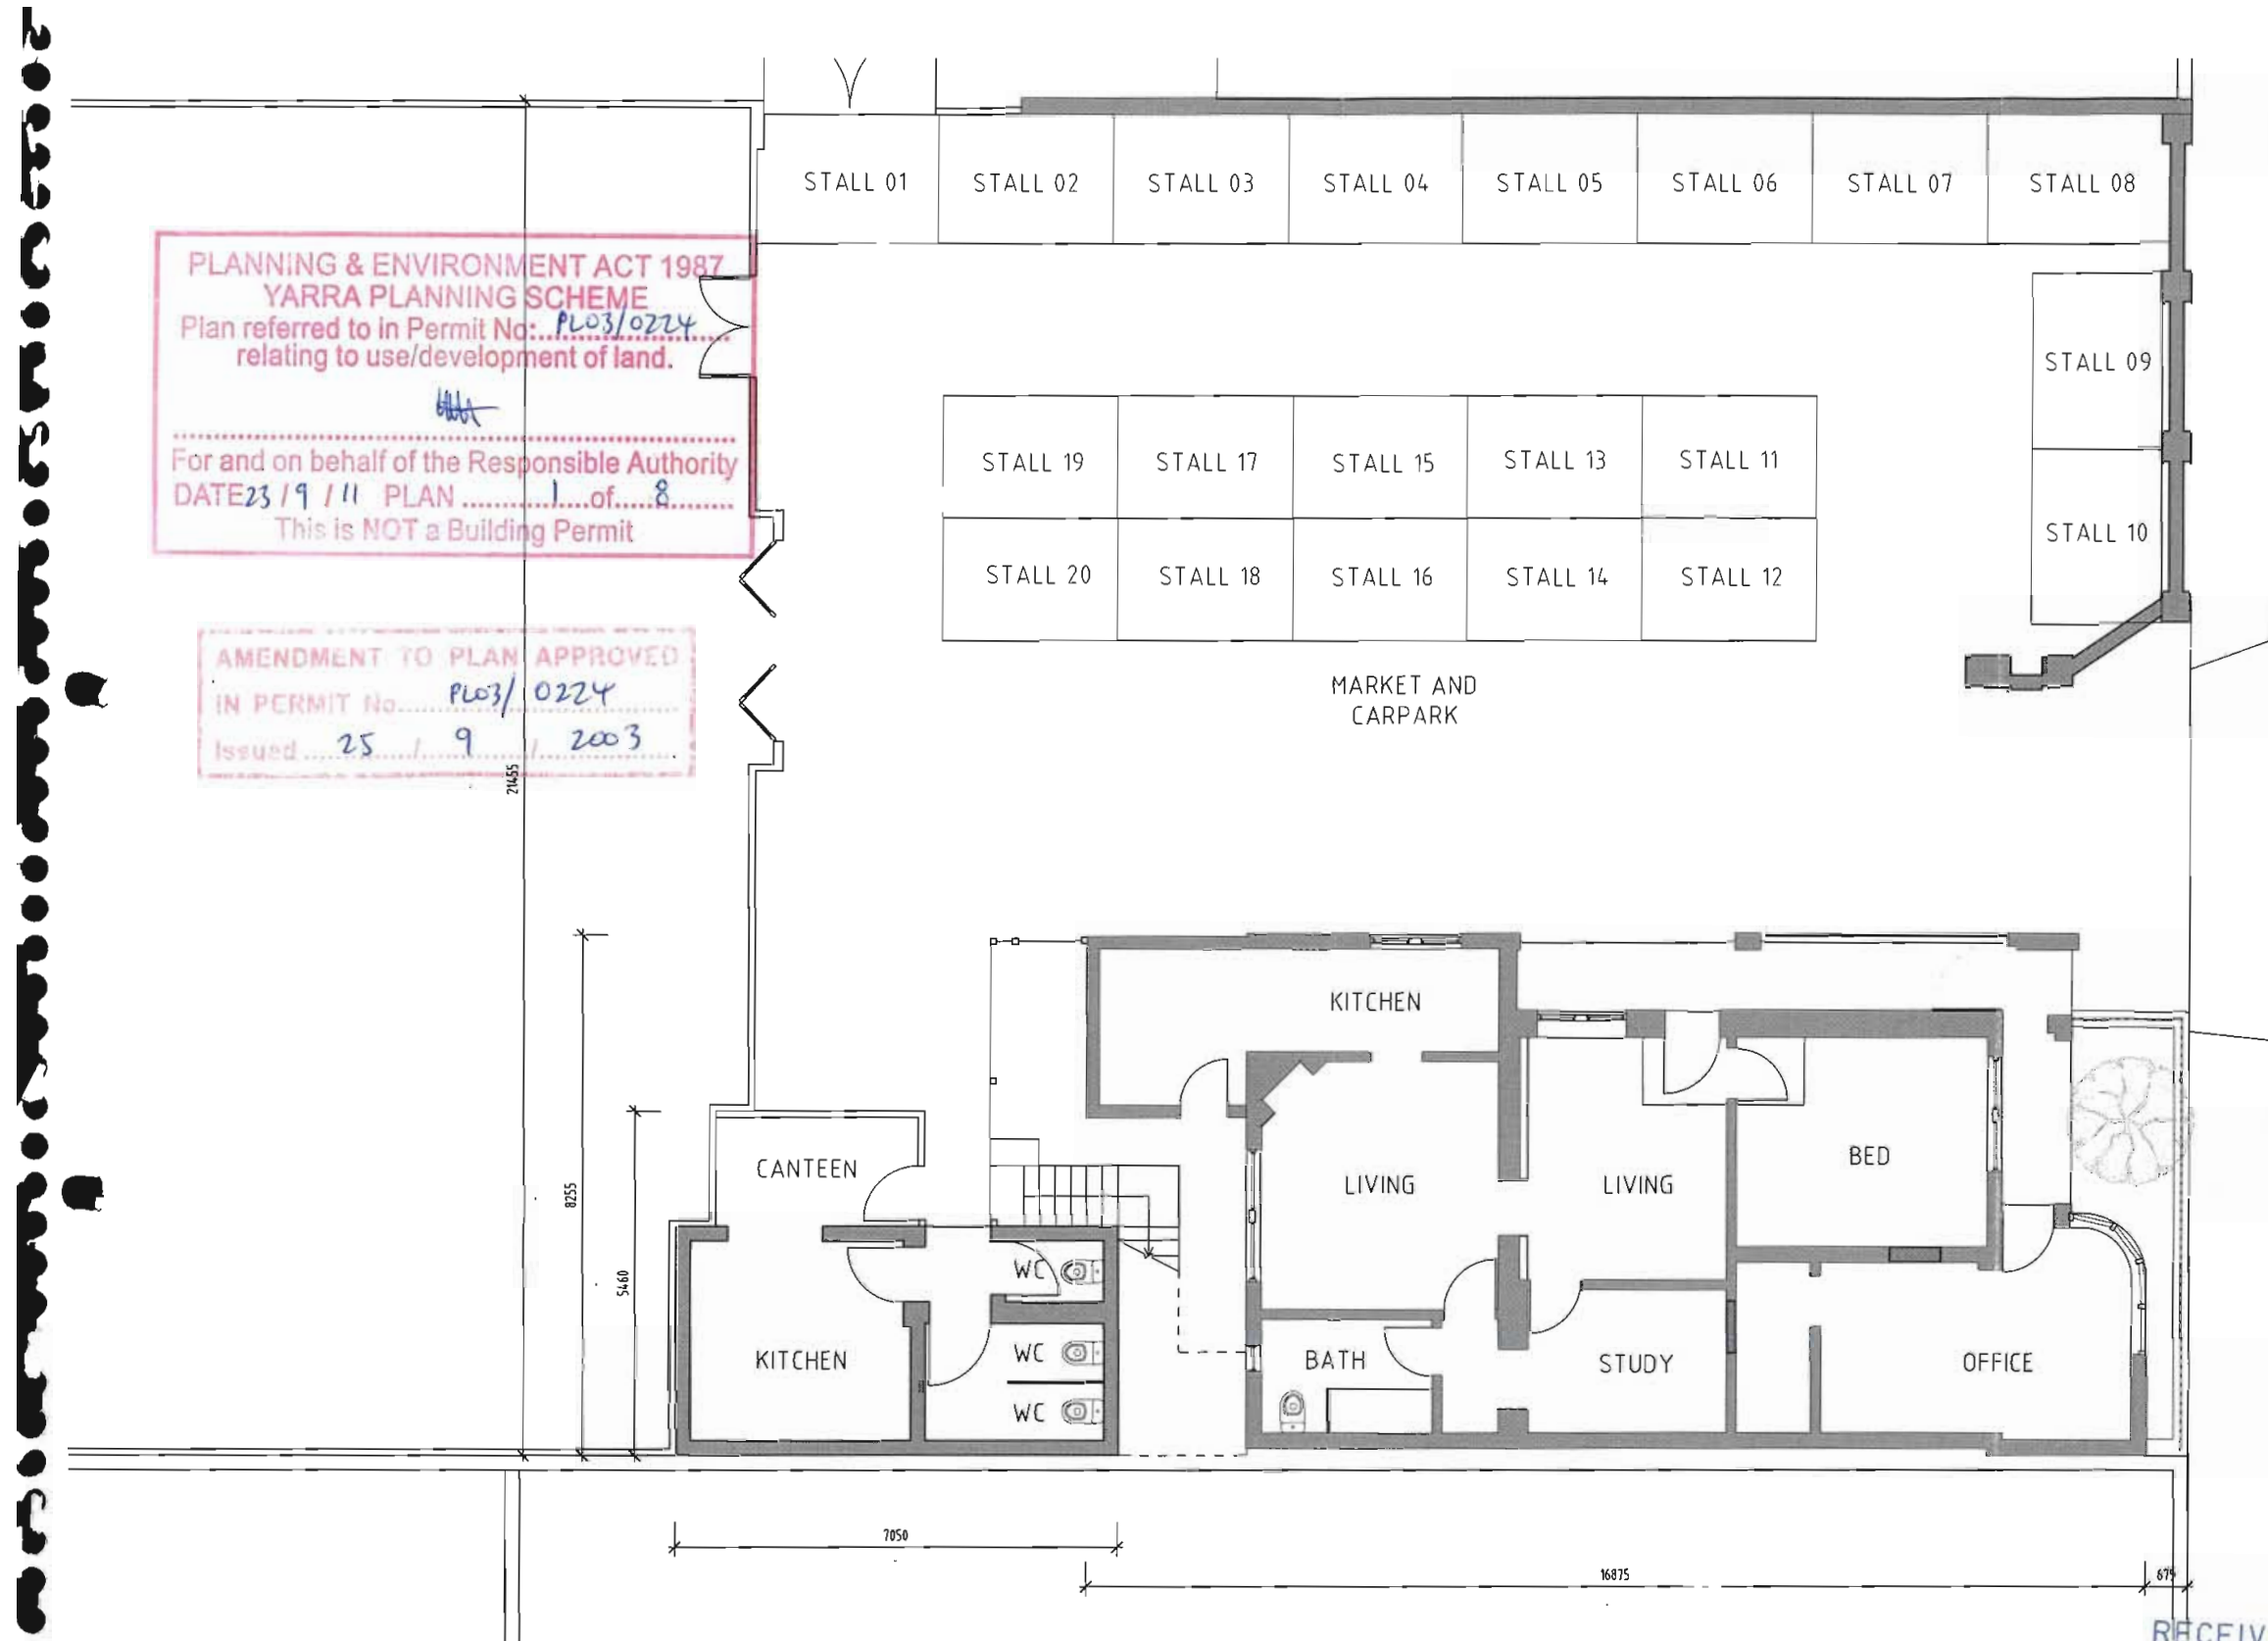 STALL 01 STALL 02 STALL 03 STALL 04 STALL 05 STALL 06 STALL 07 STALL 08
PLANNING & ENVIRONMENT ACT 1987
YARRA PLANNING SCHEME
Plan referred to in Permit No: PL03/0224
relating to use/development of land.
For and on behalf of the Responsible Authority
DATE 23 / 9 / 11 PLAN ..........1....of....8........
This is NOT a Building Permit
STALL 09
STALL 19 STALL 17 STALL 15 STALL 13 STALL 11
STALL 10
STALL 20 STALL 18 STALL 16 STALL 14 STALL 12
AMENDMENT TO PLAN APPROVED
IN PERMIT No. PL03/0224
Issued 25 / 9 / 2003
MARKET AND
CARPARK
21455
8255
5460
KITCHEN
CANTEEN
LIVING
LIVING
BED
WC
WC
WC
KITCHEN
BATH
STUDY
OFFICE
7050
16875
675
RECEIV